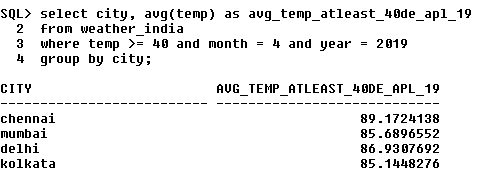 SQL> select city, avg(temp) as avg_temp_atleast_40de_apl_19
2 from weather_india
3 where temp >= 40 and month = 4 and year = 2019
4 group by city;
CITY AVG_TEMP_ATLEAST_40DE_APL_19
------------------------- ----------------------------
chennai 89.1724138
mumbai 85.6896552
delhi 86.9307692
kolkata 85.1448276